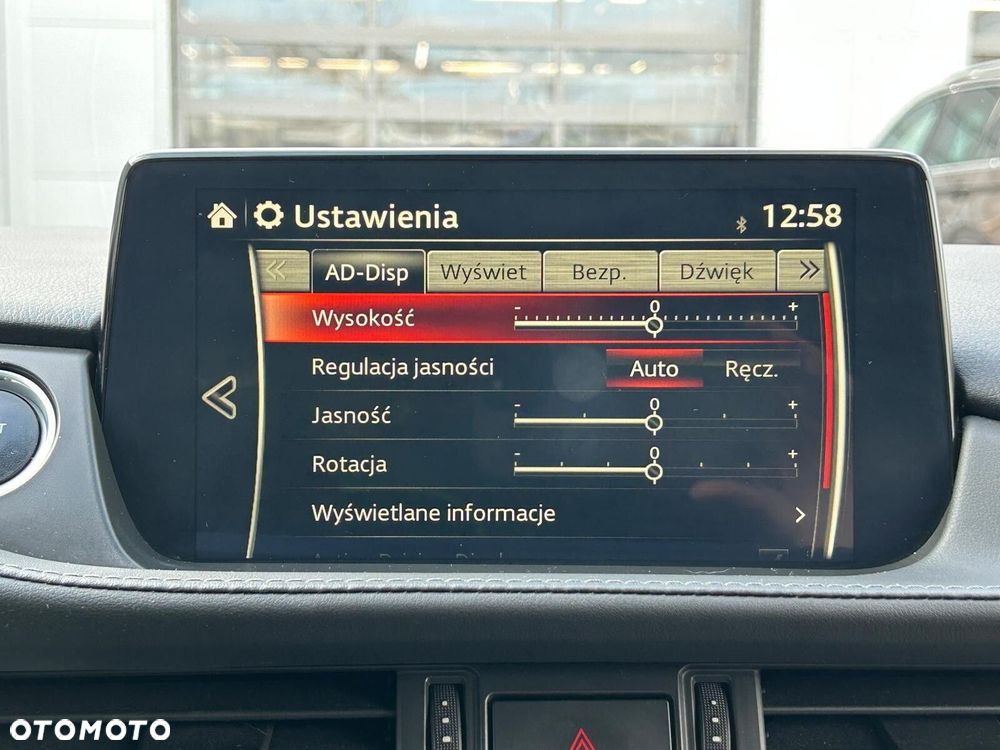 Ustawienia 12:58
AD-Disp Wyświet Bezp. Dźwięk
Wysokość - 0 +
Regulacja jasności Auto Ręcz.
Jasność - 0 +
Rotacja - 0 +
Wyświetlane informacje
OTOMOTO